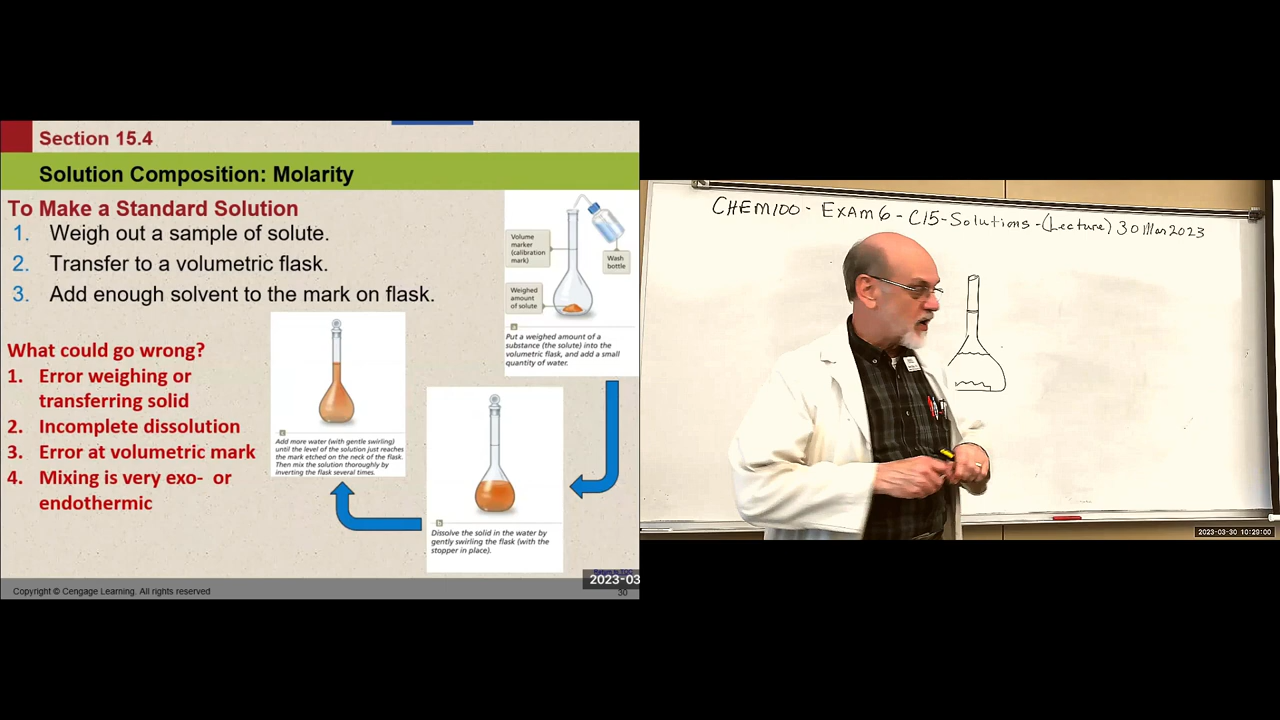 Section 15.4
Solution Composition: Molarity
To Make a Standard Solution
1. Weigh out a sample of solute.
2. Transfer to a volumetric flask.
3. Add enough solvent to the mark on flask.
Volume
marker
(calibration
mark)
Wash
bottle
Weighed
amount
of solute
a
Put a weighed amount of a
substance (the solute) into the
volumetric flask, and add a small
quantity of water.
What could go wrong?
1. Error weighing or
transferring solid
2. Incomplete dissolution
3. Error at volumetric mark
4. Mixing is very exo- or
endothermic
c
Add more water (with gentle swirling)
until the level of the solution just reaches
the mark etched on the neck of the flask.
Then mix the solution thoroughly by
inverting the flask several times.
b
Dissolve the solid in the water by
gently swirling the flask (with the
stopper in place).
Return to TOC
2023-03
Copyright © Cengage Learning. All rights reserved
30
CHEM100 - EXAM 6 - C15-Solutions - (Lecture) 30 Mar 2023
2023-03-30 10:29:00